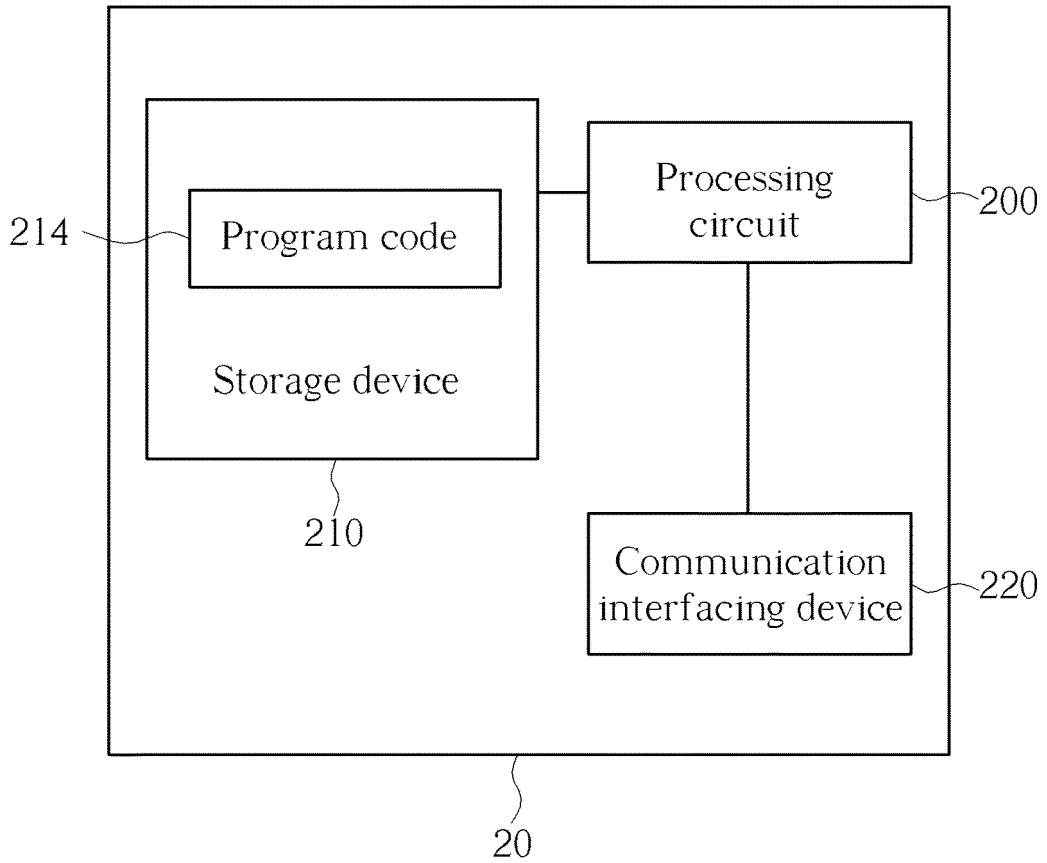 Processing
circuit
200
214
Program code
Storage device
210
Communication
interfacing device
220
20